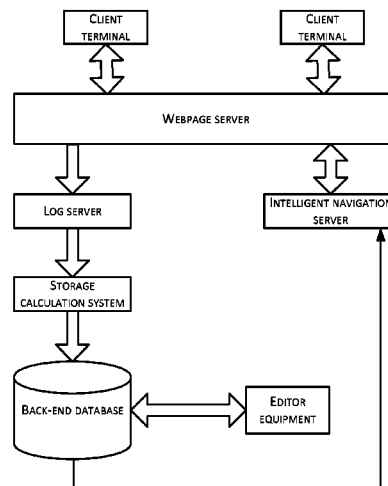 CLIENT
TERMINAL
CLIENT
TERMINAL
WEBPAGE SERVER
LOG SERVER
INTELLIGENT NAVIGATION
SERVER
STORAGE
CALCULATION SYSTEM
BACK-END DATABASE
EDITOR
EQUIPMENT